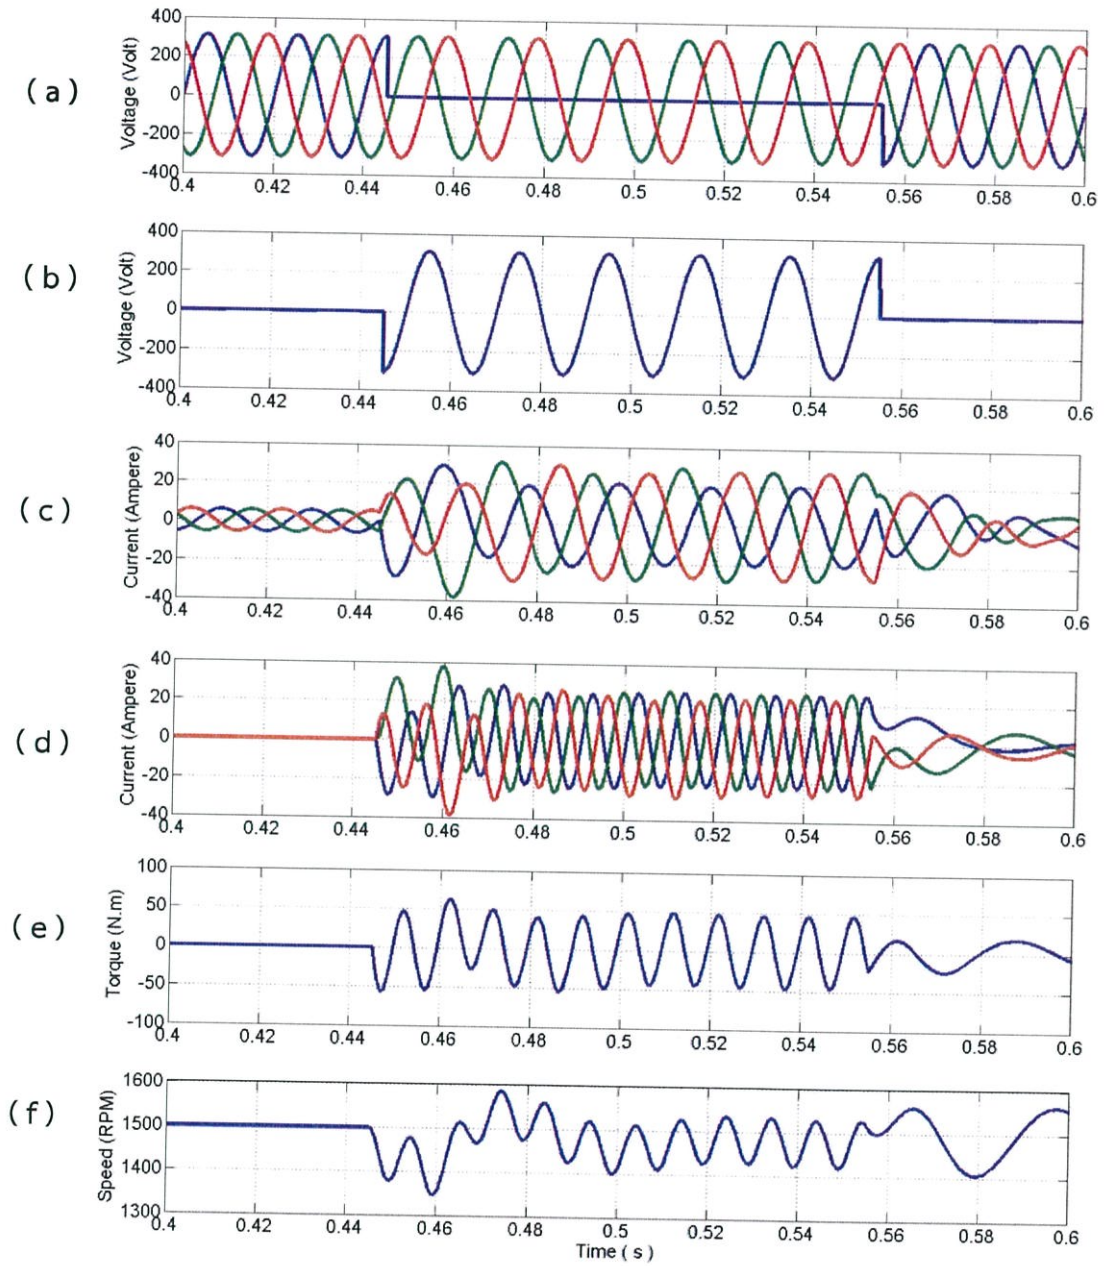 (a)
Voltage (Volt)
400
200
0
-200
-400
0.4 0.42 0.44 0.46 0.48 0.5 0.52 0.54 0.56 0.58 0.6
(b)
Voltage (Volt)
400
200
0
-200
-400
0.4 0.42 0.44 0.46 0.48 0.5 0.52 0.54 0.56 0.58 0.6
(c)
Current (Ampere)
40
20
0
-20
-40
0.4 0.42 0.44 0.46 0.48 0.5 0.52 0.54 0.56 0.58 0.6
(d)
Current (Ampere)
40
20
0
-20
-40
0.4 0.42 0.44 0.46 0.48 0.5 0.52 0.54 0.56 0.58 0.6
(e)
Torque (N.m)
100
50
0
-50
-100
0.4 0.42 0.44 0.46 0.48 0.5 0.52 0.54 0.56 0.58 0.6
(f)
Speed (RPM)
1600
1500
1400
1300
0.4 0.42 0.44 0.46 0.48 0.5 0.52 0.54 0.56 0.58 0.6
Time ( s )